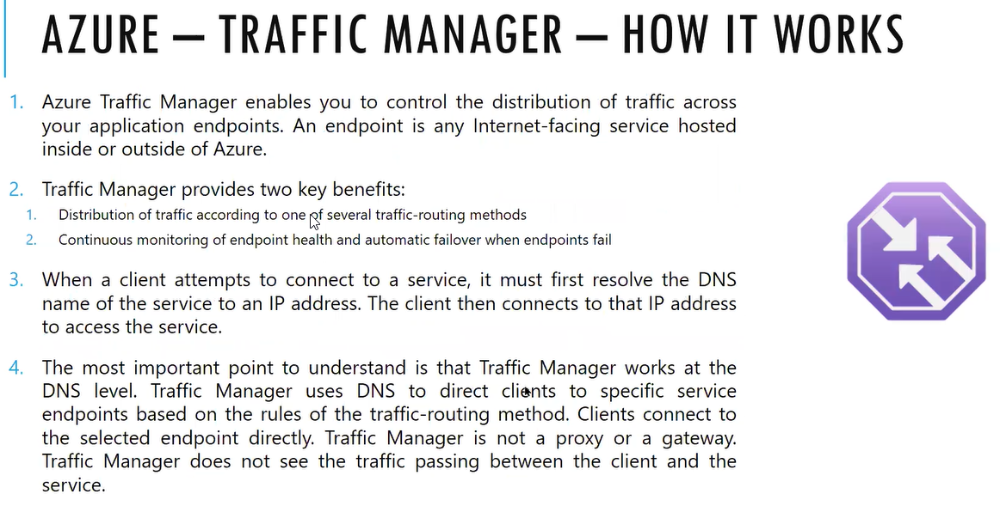 AZURE – TRAFFIC MANAGER – HOW IT WORKS
1. Azure Traffic Manager enables you to control the distribution of traffic across
your application endpoints. An endpoint is any Internet-facing service hosted
inside or outside of Azure.
2. Traffic Manager provides two key benefits:
1. Distribution of traffic according to one of several traffic-routing methods
2. Continuous monitoring of endpoint health and automatic failover when endpoints fail
3. When a client attempts to connect to a service, it must first resolve the DNS
name of the service to an IP address. The client then connects to that IP address
to access the service.
4. The most important point to understand is that Traffic Manager works at the
DNS level. Traffic Manager uses DNS to direct clients to specific service
endpoints based on the rules of the traffic-routing method. Clients connect to
the selected endpoint directly. Traffic Manager is not a proxy or a gateway.
Traffic Manager does not see the traffic passing between the client and the
service.